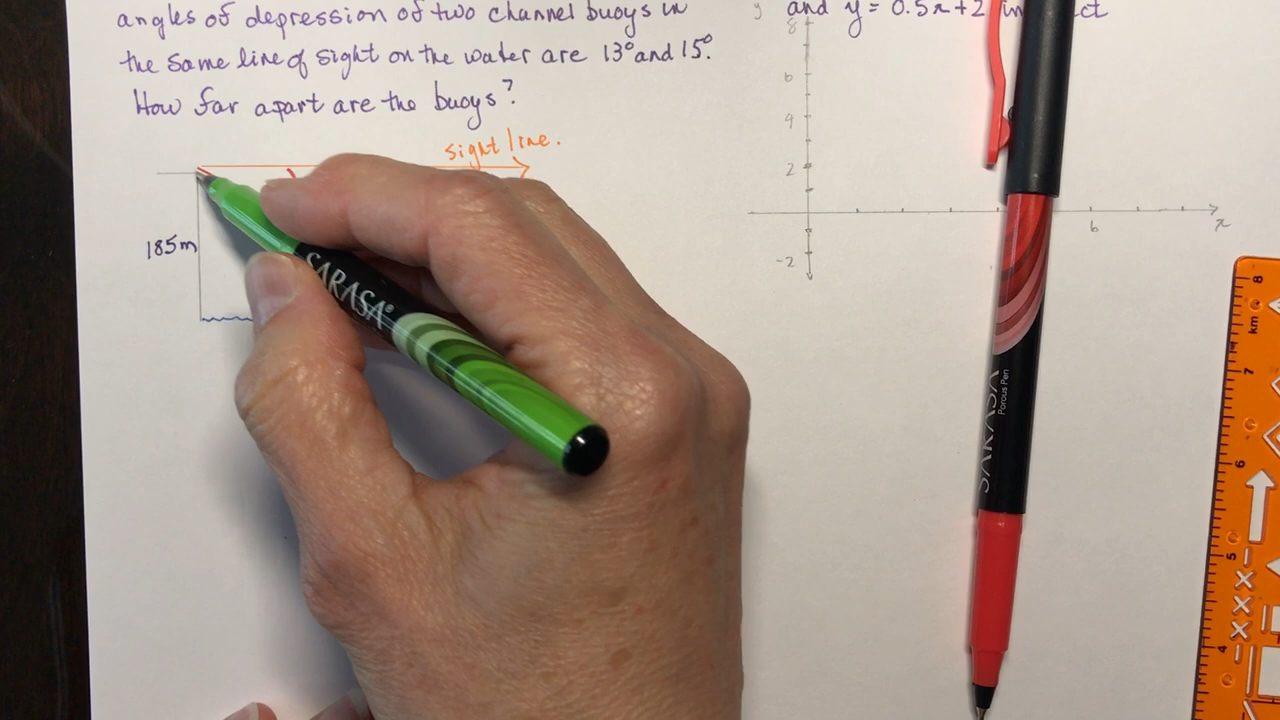 angles of depression of two channel buoys in
the same line of sight on the water are 13° and 15°.
How far apart are the buoys?
sight line.
185m
SARASA®
y and y = 0.5x+2
8
6
4
2
-2
6
x
SARASA
Porous Pen
8
km
7
6
5
4